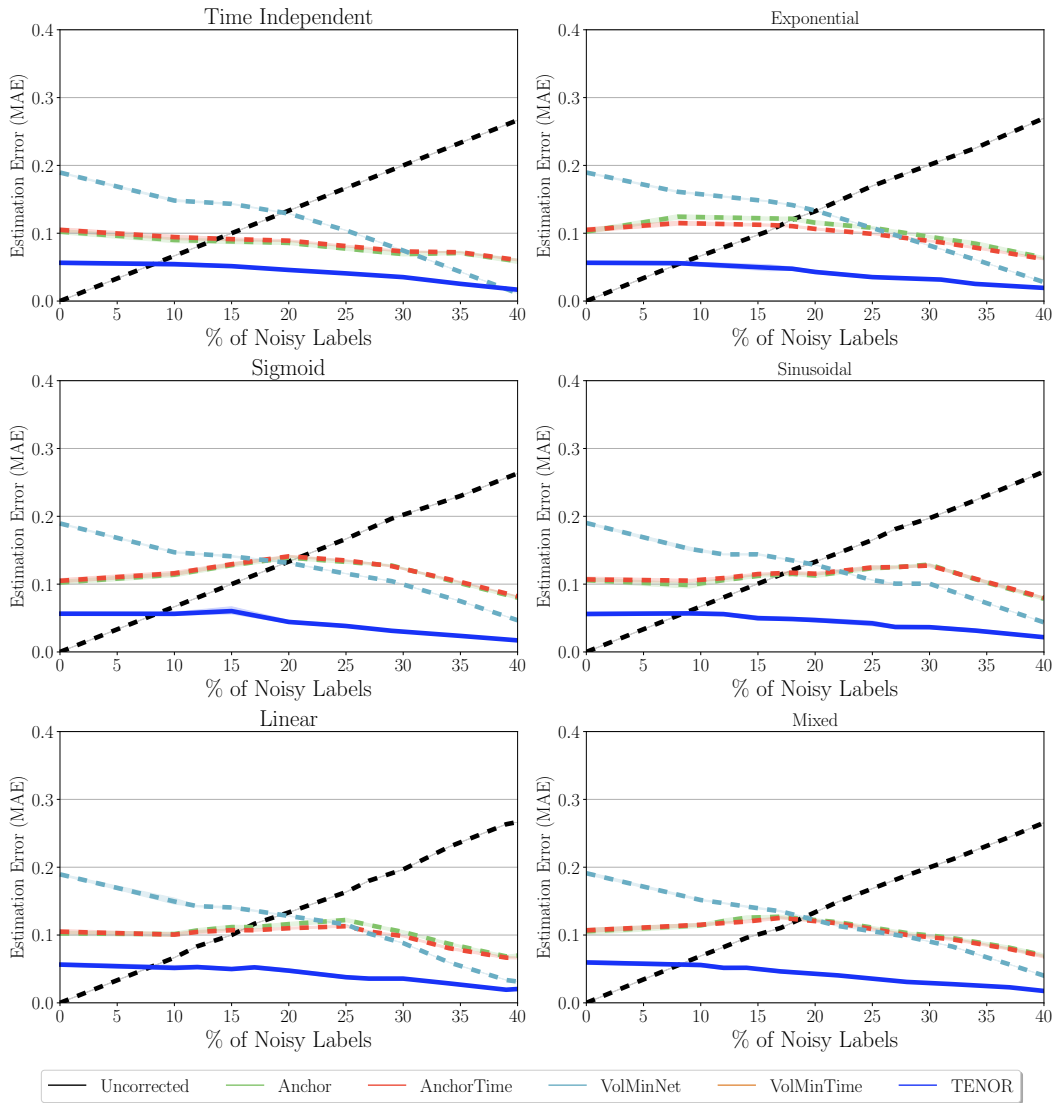 Time Independent
Exponential
Estimation Error (MAE)
0.4
0.3
0.2
0.1
0.0
0 5 10 15 20 25 30 35 40
% of Noisy Labels
Estimation Error (MAE)
0.4
0.3
0.2
0.1
0.0
0 5 10 15 20 25 30 35 40
% of Noisy Labels
Sigmoid
Sinusoidal
Estimation Error (MAE)
0.4
0.3
0.2
0.1
0.0
0 5 10 15 20 25 30 35 40
% of Noisy Labels
Estimation Error (MAE)
0.4
0.3
0.2
0.1
0.0
0 5 10 15 20 25 30 35 40
% of Noisy Labels
Linear
Mixed
Estimation Error (MAE)
0.4
0.3
0.2
0.1
0.0
0 5 10 15 20 25 30 35 40
% of Noisy Labels
Estimation Error (MAE)
0.4
0.3
0.2
0.1
0.0
0 5 10 15 20 25 30 35 40
% of Noisy Labels
Uncorrected Anchor AnchorTime VolMinNet VolMinTime TENOR